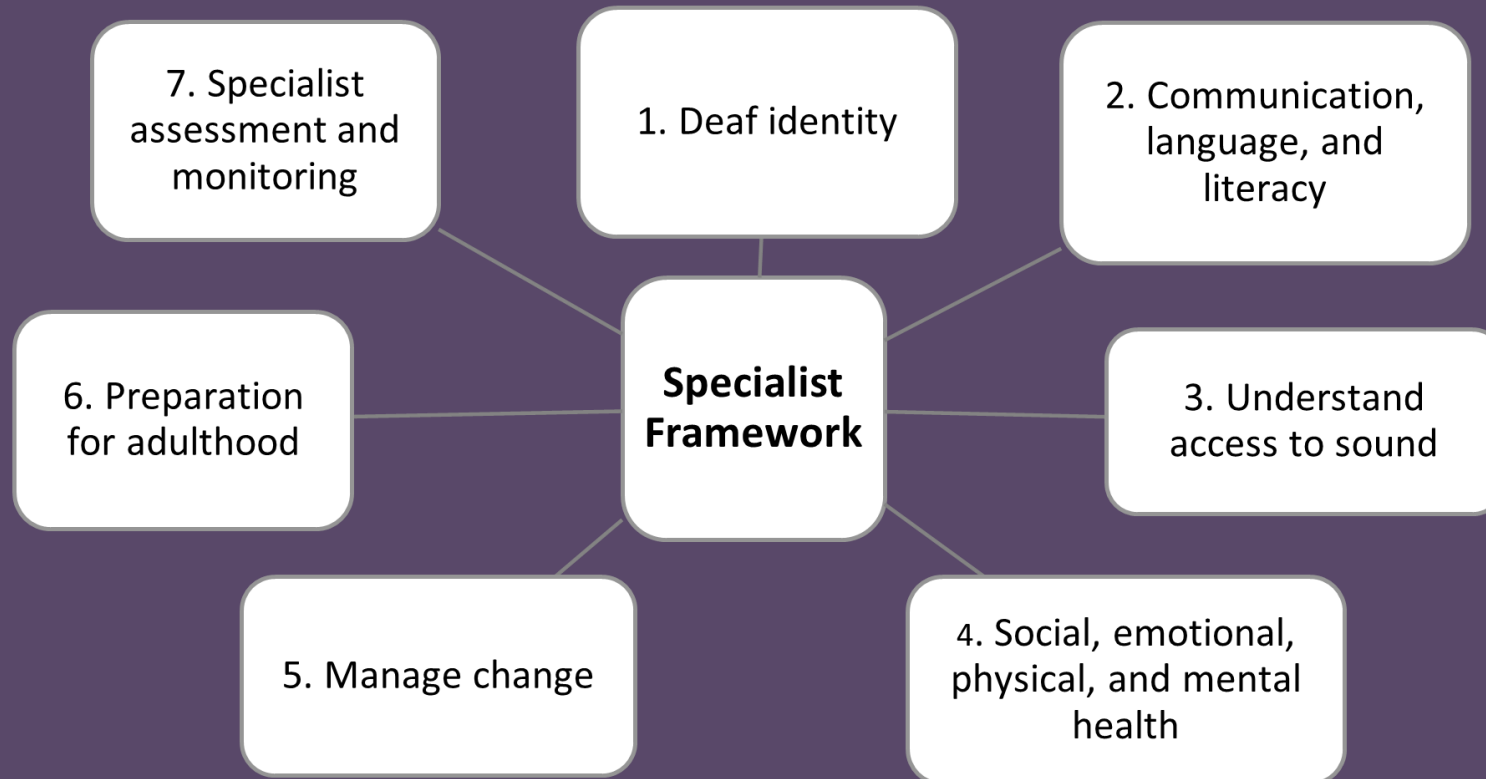 7. Specialist
assessment and
monitoring
1. Deaf identity
2. Communication,
language, and
literacy
6. Preparation
for adulthood
Specialist
Framework
3. Understand
access to sound
5. Manage change
4. Social, emotional,
physical, and mental
health